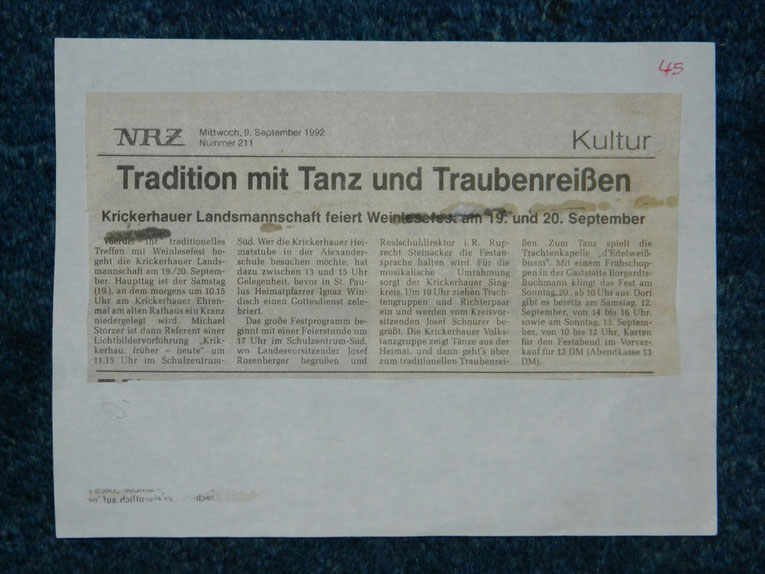 45
NRZ
Mittwoch, 9. September 1992
Nummer 211
Kultur
Tradition mit Tanz und Traubenreißen
Krickerhauer Landsmannschaft feiert Weinlesefest am 19. und 20. September
Ihr traditionelles
Treffen mit Weinlesefest be-
geht die Krickerhauer Lands-
mannschaft am 19./20. Septem-
ber. Haupttag ist der Samstag
(19.), an dem morgens um 10.15
Uhr am Krickerhauer Ehren-
mal am alten Rathaus ein Kranz
niedergelegt wird. Michael
Storzer ist dann Referent einer
Lichtbildervorführung „Krik-
kerhau, früher – heute" um
11.15 Uhr im Schulzentrum-
Süd. Wer die Krickerhauer Hei-
matstube in der Alexander-
schule besuchen möchte, hat
dazu zwischen 13 und 15 Uhr
Gelegenheit, bevor in St. Pau-
lus Heimatpfarrer Ignaz Win-
disch einen Gottesdienst zele-
briert.
Das große Festprogramm be-
ginnt mit einer Feierstunde um
17 Uhr im Schulzentrum-Süd,
wo Landesvorsitzender Josef
Rosenberger begrüßen und
Realschuldirektor i.R. Rup-
recht Steinacker die Festan-
sprache halten wird. Für die
musikalische Umrahmung
sorgt der Krickerhauer Sing-
kreis. Um 19 Uhr ziehen Trach-
tengruppen und Richterpaar
ein und werden vom Kreisvor-
sitzenden Josef Schnürer be-
grüßt. Die Krickerhauer Volks-
tanzgruppe zeigt Tänze aus der
Heimat, und dann geht's über
zum traditionellen Traubenrei-
ßen. Zum Tanz spielt die
Trachtenkapelle „d'Edelweiß-
buam". Mit einem Frühschop-
pen in der Gaststätte Borgardts-
Buchmann klingt das Fest am
Sonntag, 20., ab 10 Uhr aus. Dort
gibt es bereits am Samstag, 12.
September, von 14 bis 16 Uhr,
sowie am Sonntag, 13. Septem-
ber, von 10 bis 12 Uhr, Karten
für den Festabend im Vorver-
kauf für 12 DM (Abendkasse 13
DM).